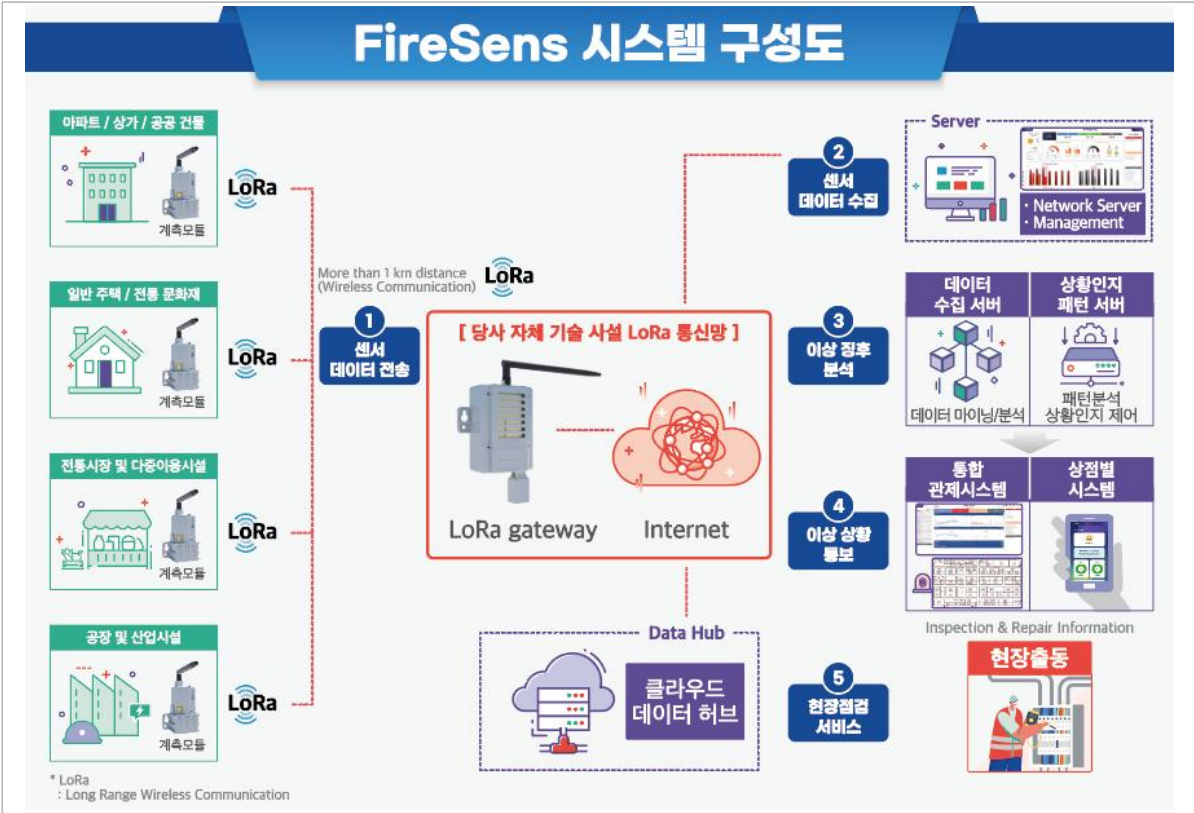 FireSens 시스템 구성도
아파트 / 상가 / 공공 건물
계측모듈
LoRa
일반 주택 / 전통 문화재
계측모듈
LoRa
전통시장 및 다중이용시설
계측모듈
LoRa
공장 및 산업시설
계측모듈
LoRa
* LoRa
: Long Range Wireless Communication
More than 1 km distance
(Wireless Communication)
LoRa
1
센서
데이터 전송
[ 당사 자체 기술 사설 LoRa 통신망 ]
LoRa gateway
Internet
Data Hub
클라우드
데이터 허브
2
센서
데이터 수집
Server
· Network Server
· Management
3
이상 징후
분석
데이터
수집 서버
데이터 마이닝/분석
상황인지
패턴 서버
패턴분석
상황인지 제어
4
이상 상황
통보
통합
관제시스템
상점별
시스템
Inspection & Repair Information
5
현장점검
서비스
현장출동